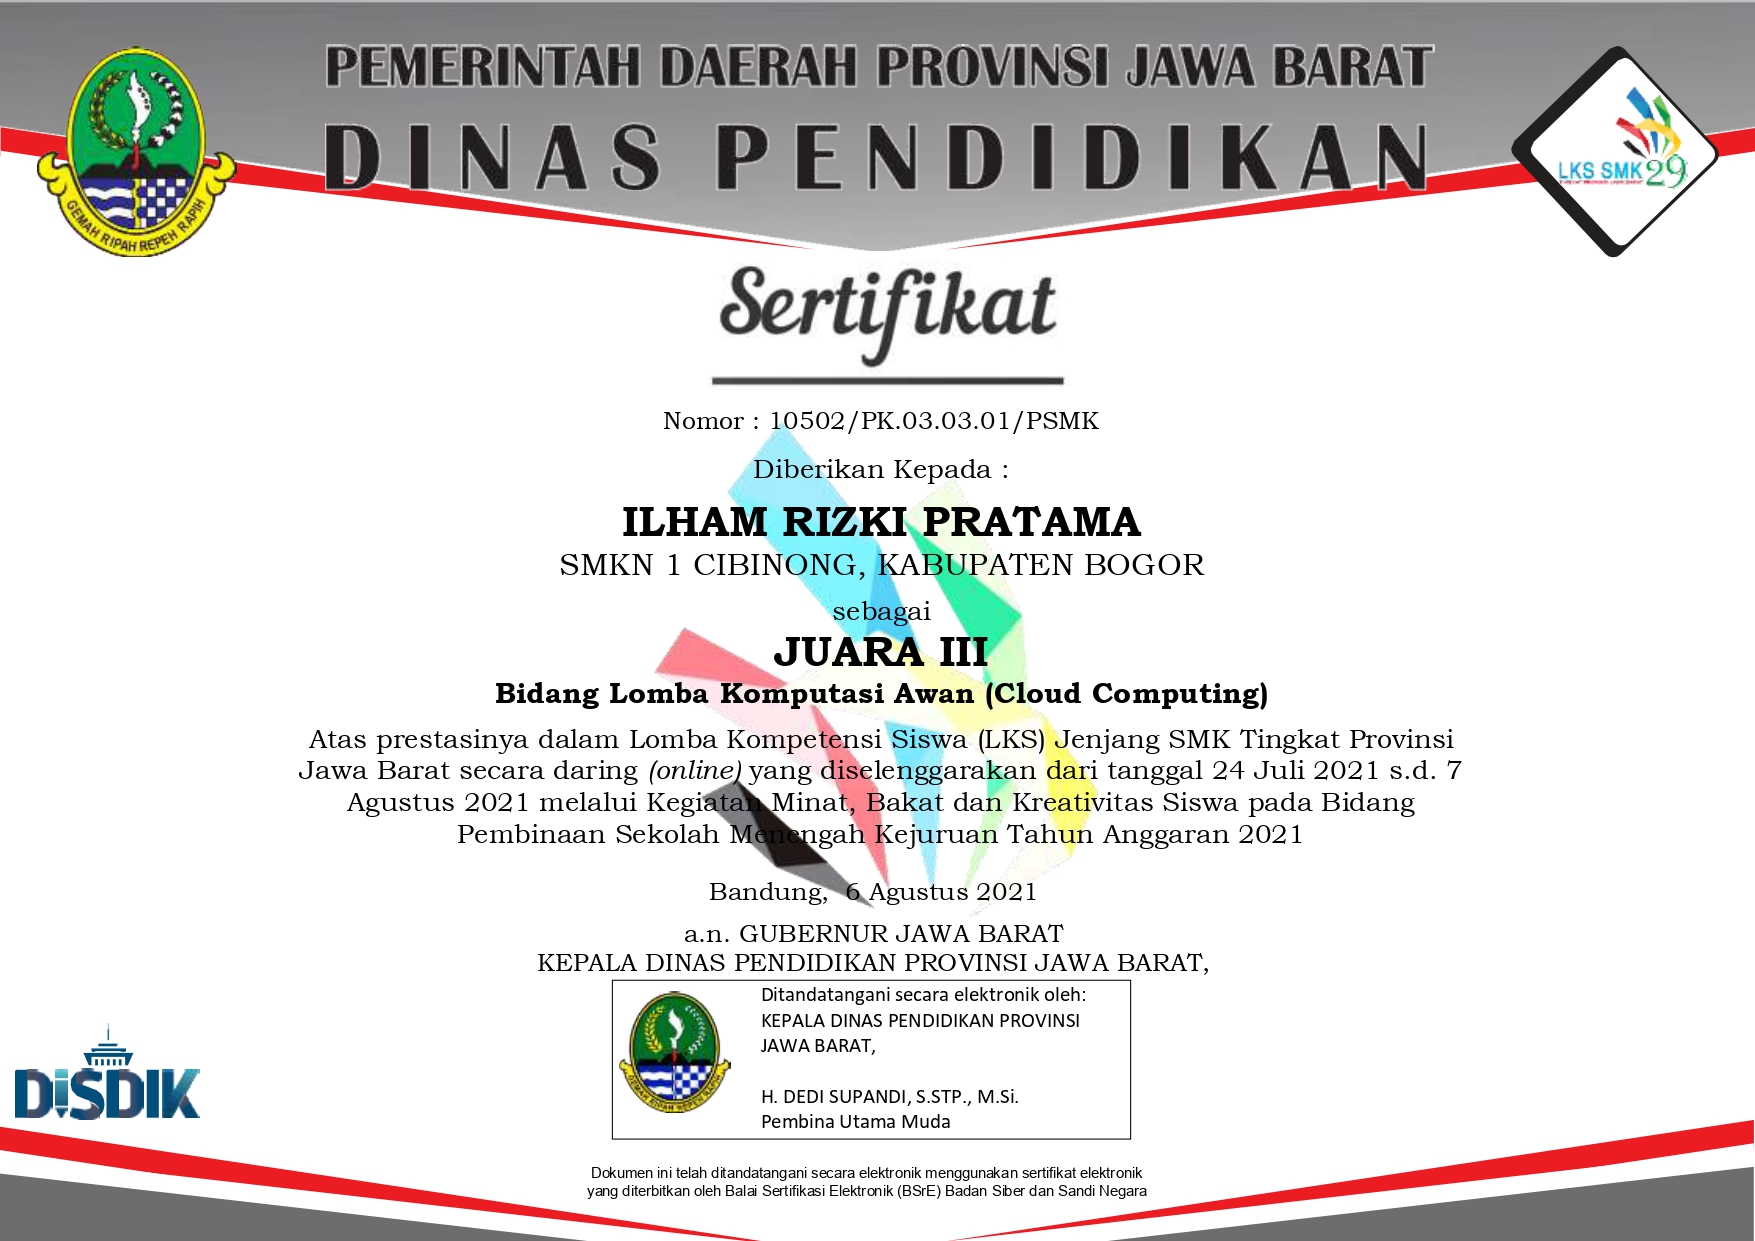 PEMERINTAH DAERAH PROVINSI JAWA BARAT
DINAS PENDIDIKAN
GEMAH RIPAH REPEH RAPIH
LKS SMK 29
Sertifikat
Nomor : 10502/PK.03.03.01/PSMK
Diberikan Kepada :
ILHAM RIZKI PRATAMA
SMKN 1 CIBINONG, KABUPATEN BOGOR
sebagai
JUARA III
Bidang Lomba Komputasi Awan (Cloud Computing)
Atas prestasinya dalam Lomba Kompetensi Siswa (LKS) Jenjang SMK Tingkat Provinsi
Jawa Barat secara daring (online) yang diselenggarakan dari tanggal 24 Juli 2021 s.d. 7
Agustus 2021 melalui Kegiatan Minat, Bakat dan Kreativitas Siswa pada Bidang
Pembinaan Sekolah Menengah Kejuruan Tahun Anggaran 2021
Bandung, 6 Agustus 2021
a.n. GUBERNUR JAWA BARAT
KEPALA DINAS PENDIDIKAN PROVINSI JAWA BARAT,
Ditandatangani secara elektronik oleh:
KEPALA DINAS PENDIDIKAN PROVINSI
JAWA BARAT,
H. DEDI SUPANDI, S.STP., M.Si.
Pembina Utama Muda
GEMAH RIPAH REPEH RAPIH
DISDIK
Dokumen ini telah ditandatangani secara elektronik menggunakan sertifikat elektronik
yang diterbitkan oleh Balai Sertifikasi Elektronik (BSrE) Badan Siber dan Sandi Negara